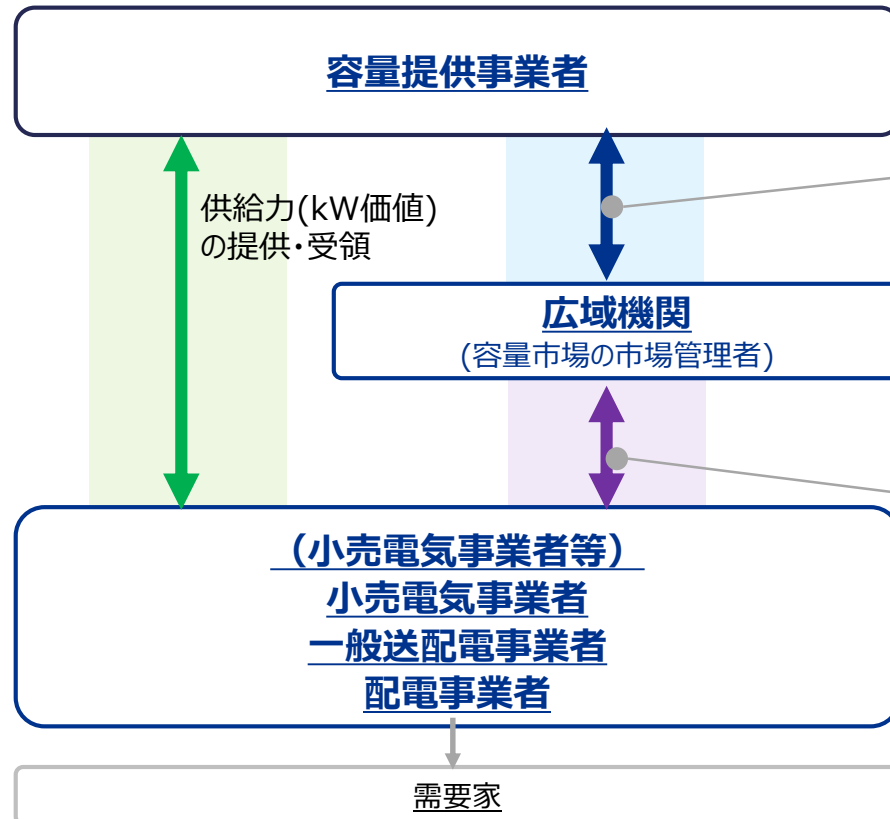 容量提供事業者
供給力(kW価値)
の提供・受領
広域機関
(容量市場の市場管理者)
（小売電気事業者等）
小売電気事業者
一般送配電事業者
配電事業者
需要家